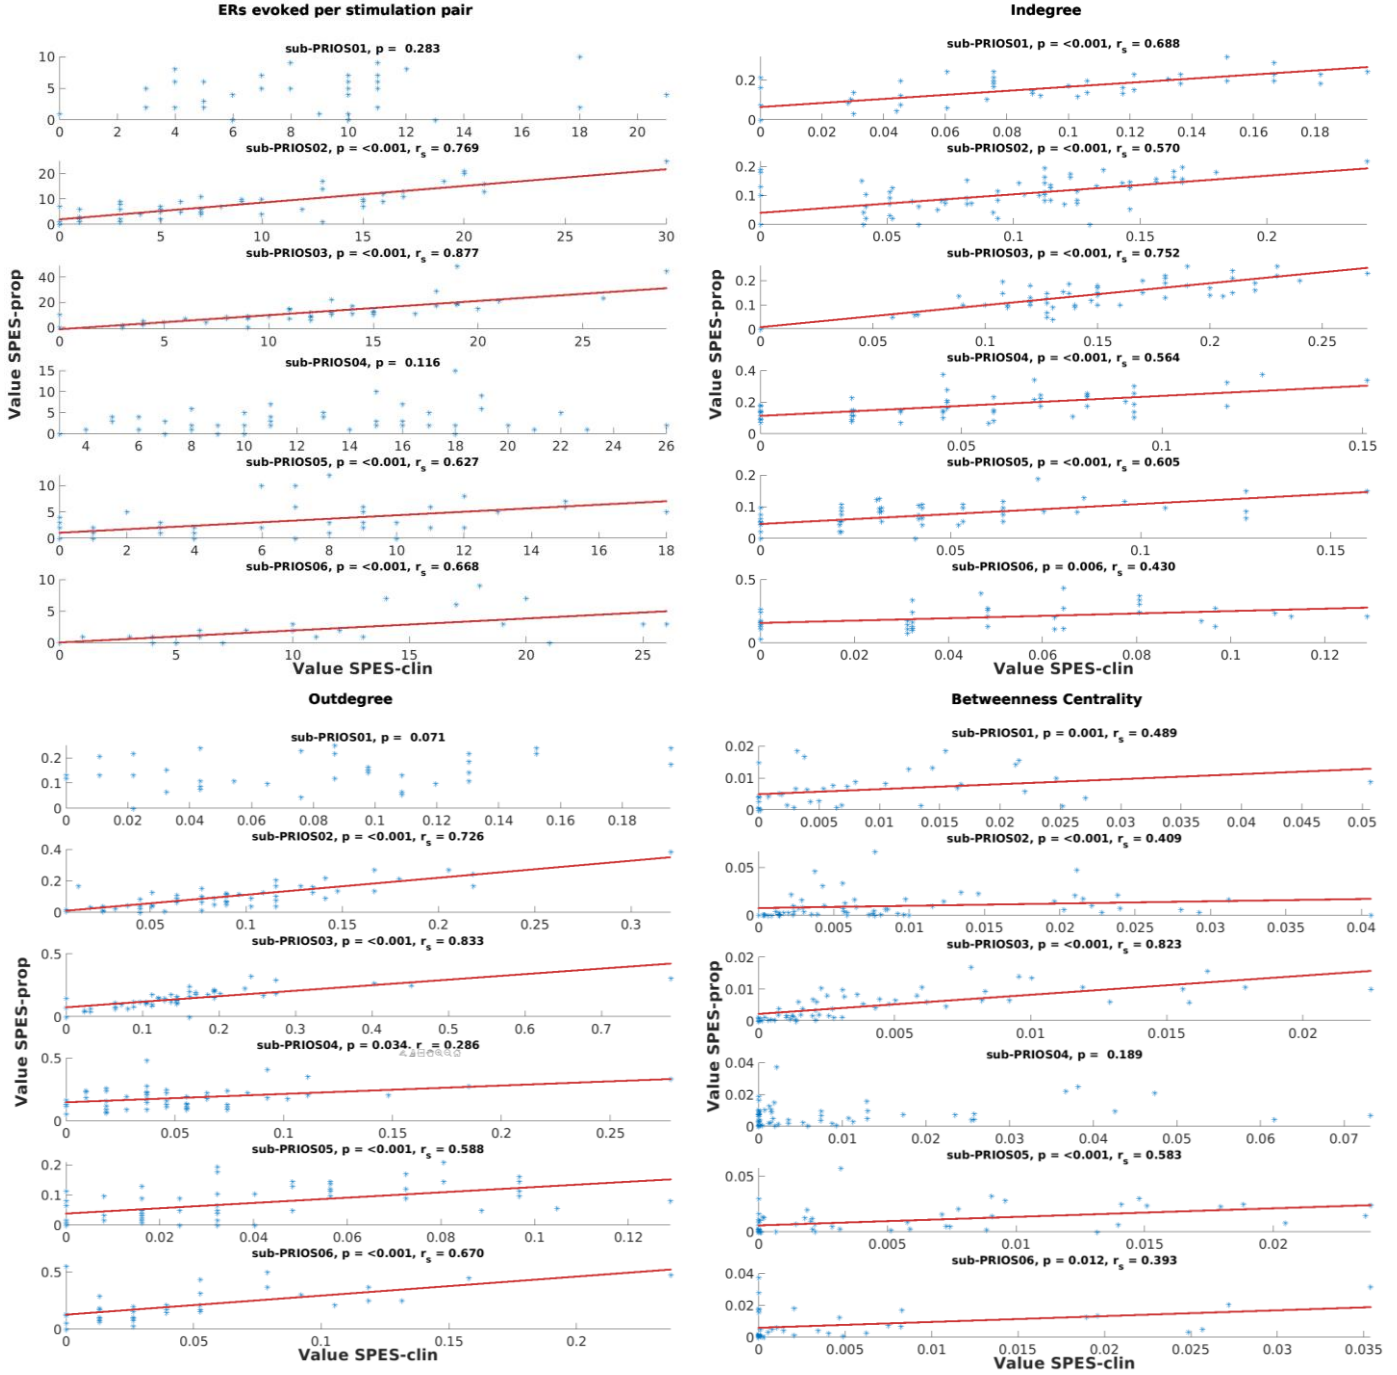 ERs evoked per stimulation pair
sub-PRIOS01, p = 0.283
10
5
0
0 2 4 6 8 10 12 14 16 18 20
sub-PRIOS02, p = <0.001, r_s = 0.769
20
10
0
0 5 10 15 20 25 30
sub-PRIOS03, p = <0.001, r_s = 0.877
40
20
0
0 5 10 15 20 25
sub-PRIOS04, p = 0.116
15
10
5
0
4 6 8 10 12 14 16 18 20 22 24 26
sub-PRIOS05, p = <0.001, r_s = 0.627
10
5
0
0 2 4 6 8 10 12 14 16 18
sub-PRIOS06, p = <0.001, r_s = 0.668
10
5
0
0 5 10 15 20 25
Value SPES-prop
Value SPES-clin
Indegree
sub-PRIOS01, p = <0.001, r_s = 0.688
0.2
0
0 0.02 0.04 0.06 0.08 0.1 0.12 0.14 0.16 0.18
sub-PRIOS02, p = <0.001, r_s = 0.570
0.2
0.1
0
0 0.05 0.1 0.15 0.2
sub-PRIOS03, p = <0.001, r_s = 0.752
0.2
0.1
0
0 0.05 0.1 0.15 0.2 0.25
sub-PRIOS04, p = <0.001, r_s = 0.564
0.4
0.2
0
0 0.05 0.1 0.15
sub-PRIOS05, p = <0.001, r_s = 0.605
0.2
0.1
0
0 0.05 0.1 0.15
sub-PRIOS06, p = 0.006, r_s = 0.430
0.5
0
0 0.02 0.04 0.06 0.08 0.1 0.12
Value SPES-clin
Outdegree
sub-PRIOS01, p = 0.071
0.2
0.1
0
0 0.02 0.04 0.06 0.08 0.1 0.12 0.14 0.16 0.18
sub-PRIOS02, p = <0.001, r_s = 0.726
0.4
0.2
0
0.05 0.1 0.15 0.2 0.25 0.3
sub-PRIOS03, p = <0.001, r_s = 0.833
0.5
0
0 0.1 0.2 0.3 0.4 0.5 0.6 0.7
sub-PRIOS04, p = 0.034, r_s = 0.286
0.5
0
0 0.05 0.1 0.15 0.2 0.25
sub-PRIOS05, p = <0.001, r_s = 0.588
0.2
0.1
0
0 0.02 0.04 0.06 0.08 0.1 0.12
sub-PRIOS06, p = <0.001, r_s = 0.670
0.5
0
0 0.05 0.1 0.15 0.2
Value SPES-prop
Value SPES-clin
Betweenness Centrality
sub-PRIOS01, p = 0.001, r_s = 0.489
0.02
0.01
0
0 0.005 0.01 0.015 0.02 0.025 0.03 0.035 0.04 0.045 0.05
sub-PRIOS02, p = <0.001, r_s = 0.409
0.05
0
0 0.005 0.01 0.015 0.02 0.025 0.03 0.035 0.04
sub-PRIOS03, p = <0.001, r_s = 0.823
0.02
0.01
0
0 0.005 0.01 0.015 0.02
sub-PRIOS04, p = 0.189
0.04
0.02
0
0 0.01 0.02 0.03 0.04 0.05 0.06 0.07
sub-PRIOS05, p = <0.001, r_s = 0.583
0.05
0
0 0.005 0.01 0.015 0.02
sub-PRIOS06, p = 0.012, r_s = 0.393
0.04
0.02
0
0 0.005 0.01 0.015 0.02 0.025 0.03 0.035
Value SPES-prop
Value SPES-clin